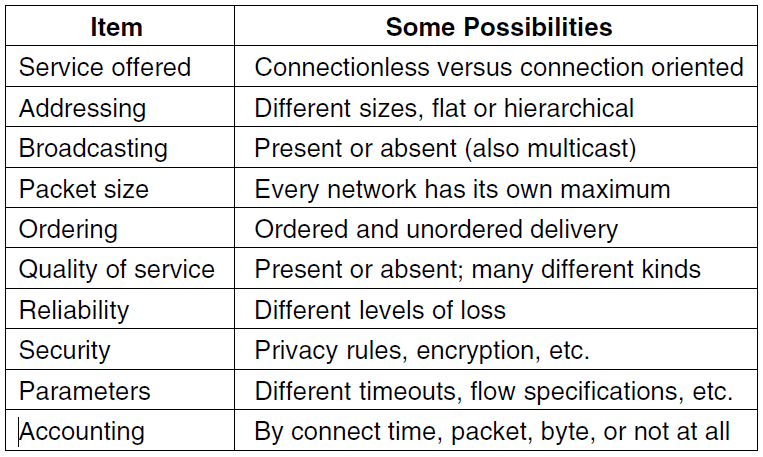 Item Some Possibilities
Service offered Connectionless versus connection oriented
Addressing Different sizes, flat or hierarchical
Broadcasting Present or absent (also multicast)
Packet size Every network has its own maximum
Ordering Ordered and unordered delivery
Quality of service Present or absent; many different kinds
Reliability Different levels of loss
Security Privacy rules, encryption, etc.
Parameters Different timeouts, flow specifications, etc.
Accounting By connect time, packet, byte, or not at all